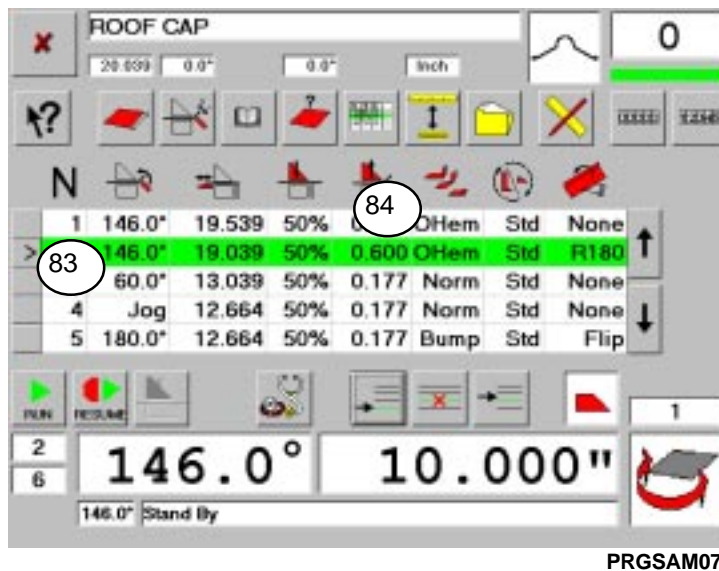 ROOF CAP
0
20.039 0.0° 0.0° Inch
?
?
N
84
1 146.0° 19.539 50% OHem Std None
> 146.0° 19.039 50% 0.600 OHem Std R180
83
60.0° 13.039 50% 0.177 Norm Std None
4 Jog 12.664 50% 0.177 Norm Std None
5 180.0° 12.664 50% 0.177 Bump Std Flip
RUN RESUME
1
2
6
146.0° 10.000"
146.0° Stand By
PRGSAM07